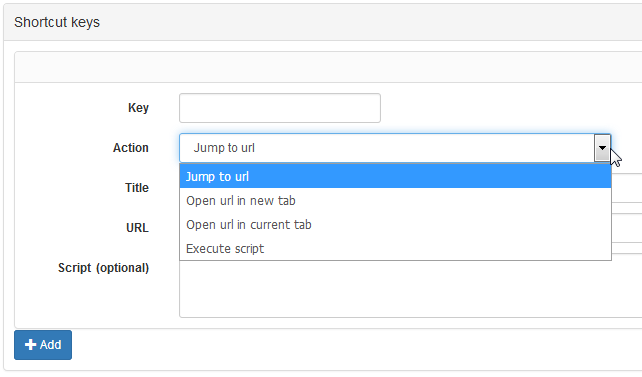 Shortcut keys
Key
Action
Jump to url
Jump to url
Open url in new tab
Open url in current tab
Execute script
Title
URL
Script (optional)
Add